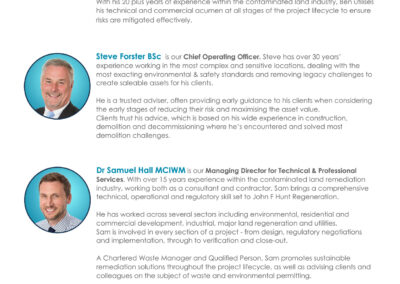 With his 20 plus years of experience within the contaminated land industry, Ben utilises
his technical and commercial acumen at all stages of the project lifecycle to ensure
risks are mitigated effectively.
Steve Forster BSc is our Chief Operating Officer. Steve has over 30 years'
experience working in the most complex and sensitive locations, dealing with the
most exacting environmental & safety standards and removing legacy challenges to
create saleable assets for his clients.
He is a trusted adviser, often providing early guidance to his clients when considering
the early stages of reducing their risk and maximising the asset value.
Clients trust his advice, which is based on his wide experience in construction,
demolition and decommissioning where he's encountered and solved most
demolition challenges.
Dr Samuel Hall MCIWM is our Managing Director for Technical & Professional
Services. With over 15 years experience within the contaminated land remediation
industry, working both as a consultant and contractor, Sam brings a comprehensive
technical, operational and regulatory skill set to John F Hunt Regeneration.
He has worked across several sectors including environmental, residential and
commercial development, industrial, major land regeneration and utilities.
Sam is involved in every section of a project - from design, regulatory negotiations
and implementation, through to verification and close-out.
A Chartered Waste Manager and Qualified Person, Sam promotes sustainable
remediation solutions throughout the project lifecycle, as well as advising clients and
colleagues on the subject of waste and environmental permitting.